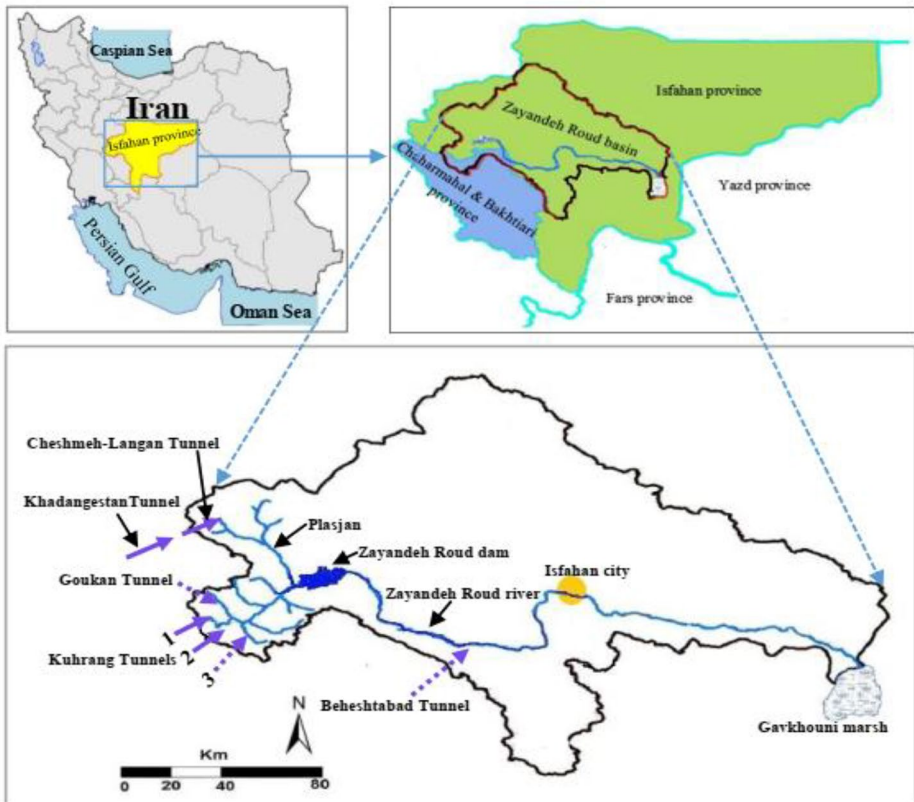 Caspian Sea
Iran
Isfahan province
Persian Gulf
Oman Sea
Isfahan province
Zayandeh Roud basin
Chaharmahal & Bakhtiari
province
Yazd province
Fars province
Cheshmeh-Langan Tunnel
KhadangestanTunnel
Plasjan
Zayandeh Roud dam
Goukan Tunnel
Isfahan city
Zayandeh Roud river
1
Kuhrang Tunnels
2
3
Beheshtabad Tunnel
Gavkhouni marsh
N
Km
0 20 40 60 80